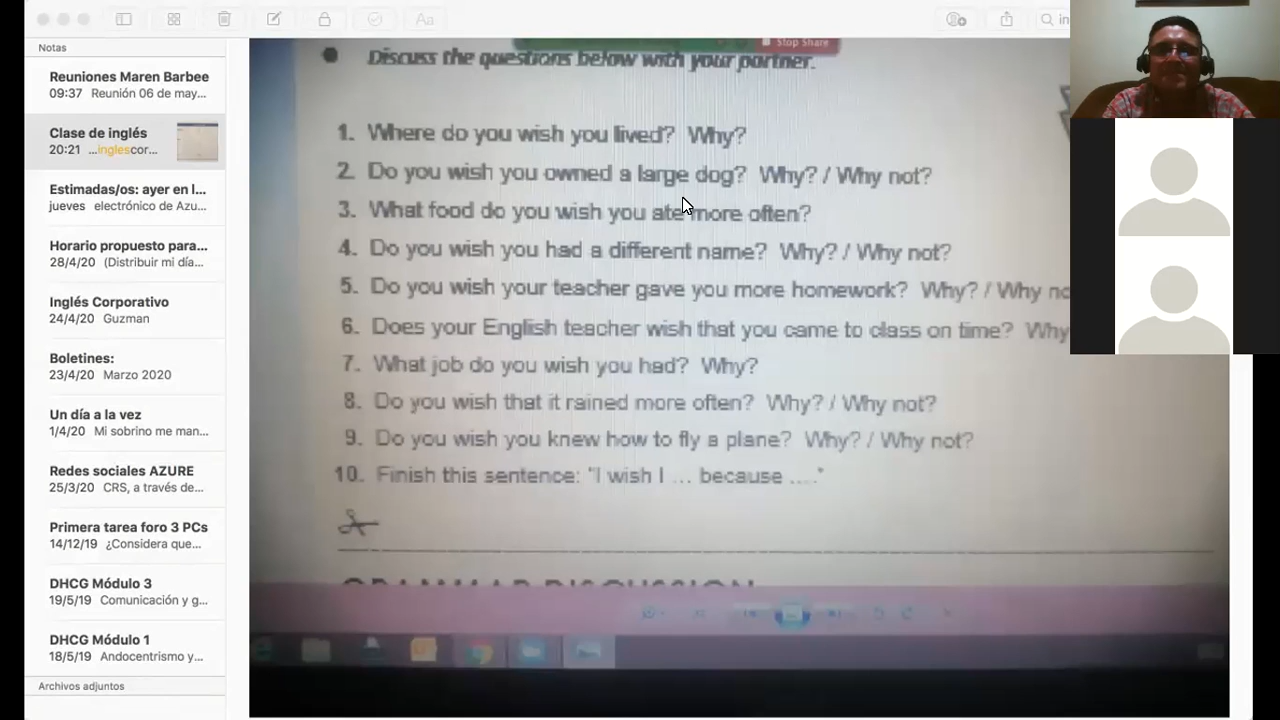 Notas
Reuniones Maren Barbee
09:37 Reunión 06 de may...
Clase de inglés
20:21 ...inglescor...
Estimadas/os: ayer en l...
jueves electrónico de Azu...
Horario propuesto para...
28/4/20 (Distribuir mi día...
Inglés Corporativo
24/4/20 Guzman
Boletines:
23/4/20 Marzo 2020
Un día a la vez
1/4/20 Mi sobrino me man...
Redes sociales AZURE
25/3/20 CRS, a través de...
Primera tarea foro 3 PCs
14/12/19 ¿Considera que...
DHCG Módulo 3
19/5/19 Comunicación y g...
DHCG Módulo 1
18/5/19 Andocentrismo y...
Archivos adjuntos
Aa
in
Stop Share
Discuss the questions below with your partner.
1. Where do you wish you lived? Why?
2. Do you wish you owned a large dog? Why? / Why not?
3. What food do you wish you ate more often?
4. Do you wish you had a different name? Why? / Why not?
5. Do you wish your teacher gave you more homework? Why? / Why no
6. Does your English teacher wish that you came to class on time? Why
7. What job do you wish you had? Why?
8. Do you wish that it rained more often? Why? / Why not?
9. Do you wish you knew how to fly a plane? Why? / Why not?
10. Finish this sentence: "I wish I ... because ...."
GRAMMAR DISCUSSION